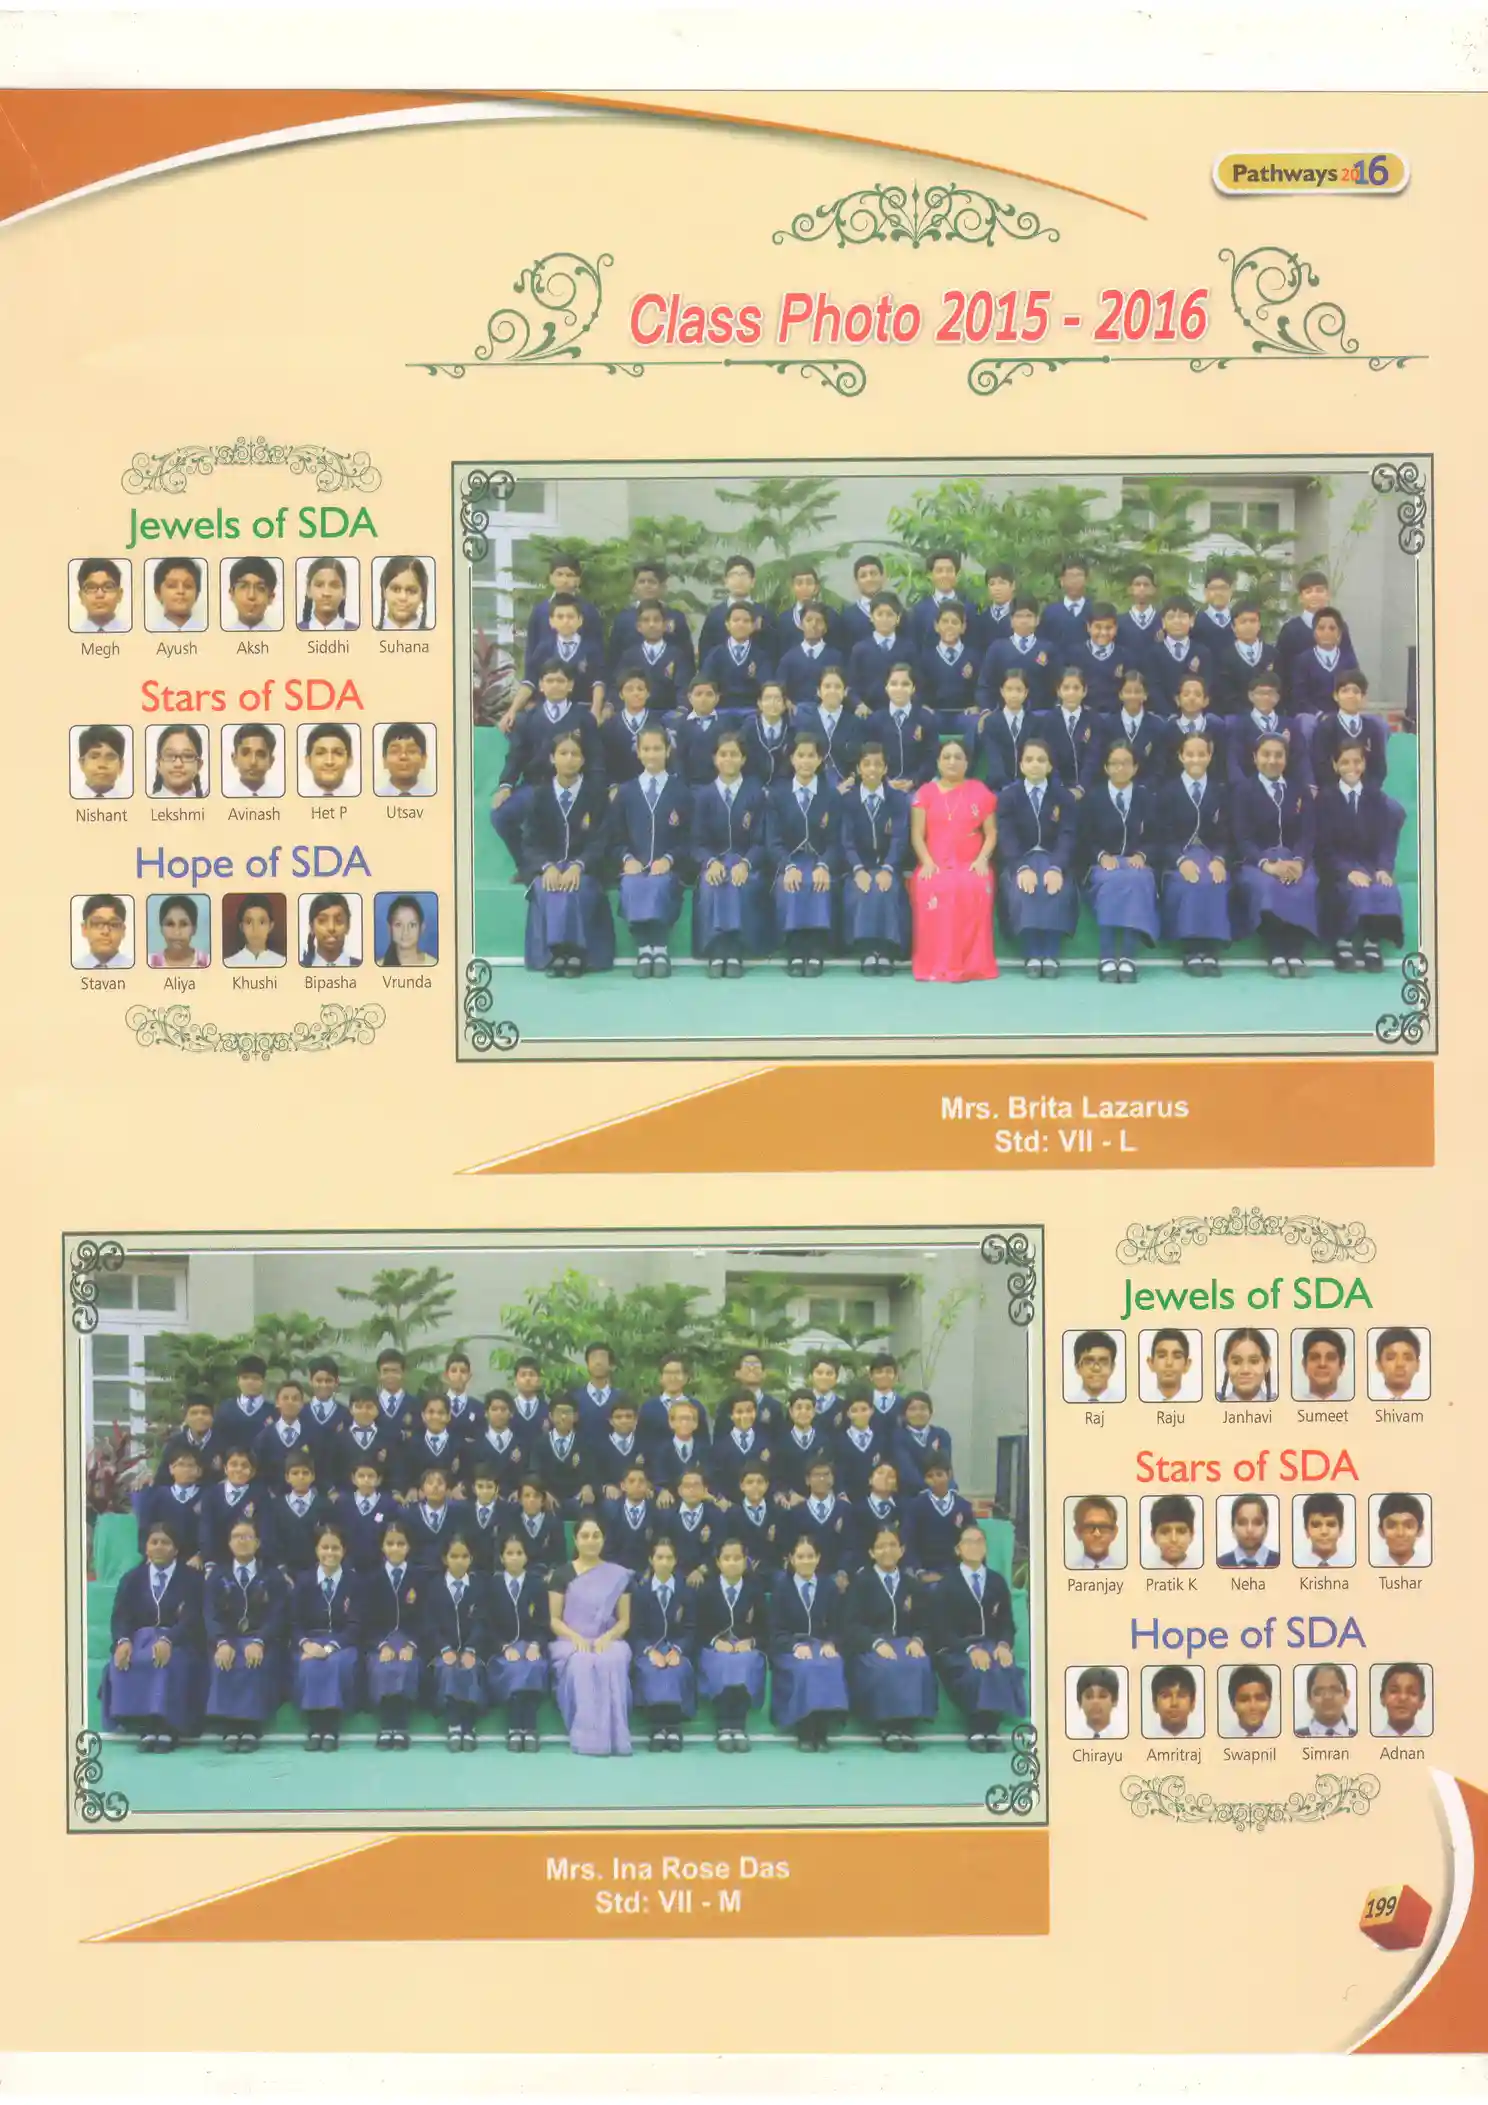 Pathways 2016
Class Photo 2015 - 2016
Jewels of SDA
Megh Ayush Aksh Siddhi Suhana
Stars of SDA
Nishant Lekshmi Avinash Het P Utsav
Hope of SDA
Stavan Aliya Khushi Bipasha Vrunda
Mrs. Brita Lazarus
Std: VII - L
Jewels of SDA
Raj Raju Janhavi Sumeet Shivam
Stars of SDA
Paranjay Pratik K Neha Krishna Tushar
Hope of SDA
Chirayu Amritraj Swapnil Simran Adnan
Mrs. Ina Rose Das
Std: VII - M
199